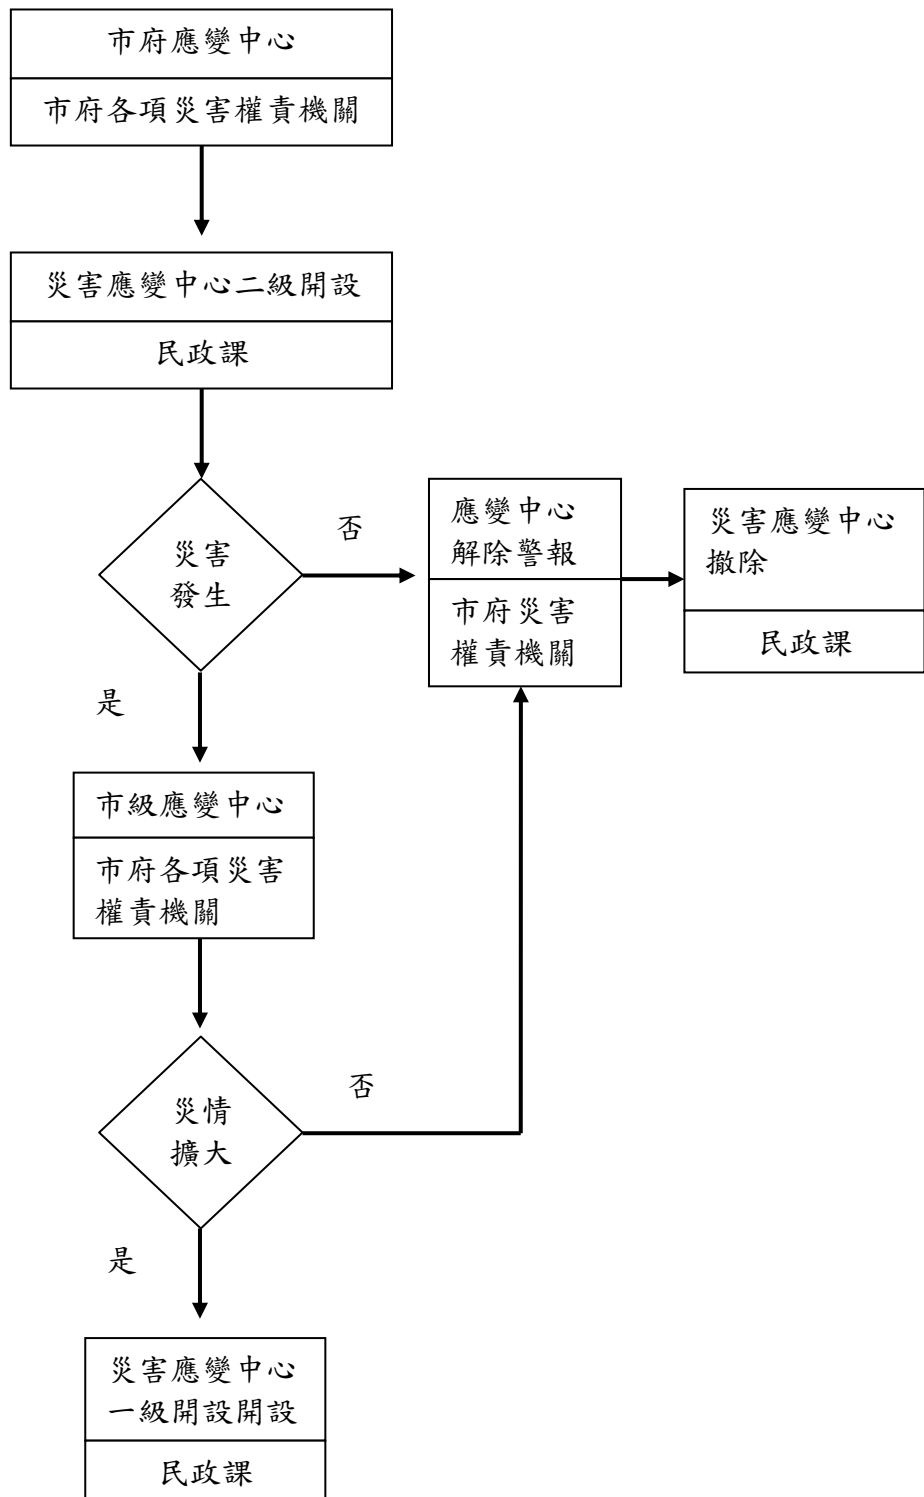 市府應變中心
市府各項災害權責機關
災害應變中心二級開設
民政課
災害
發生
否
應變中心
解除警報
市府災害
權責機關
災害應變中心
撤除
民政課
是
市級應變中心
市府各項災害
權責機關
災情
擴大
否
是
災害應變中心
一級開設開設
民政課